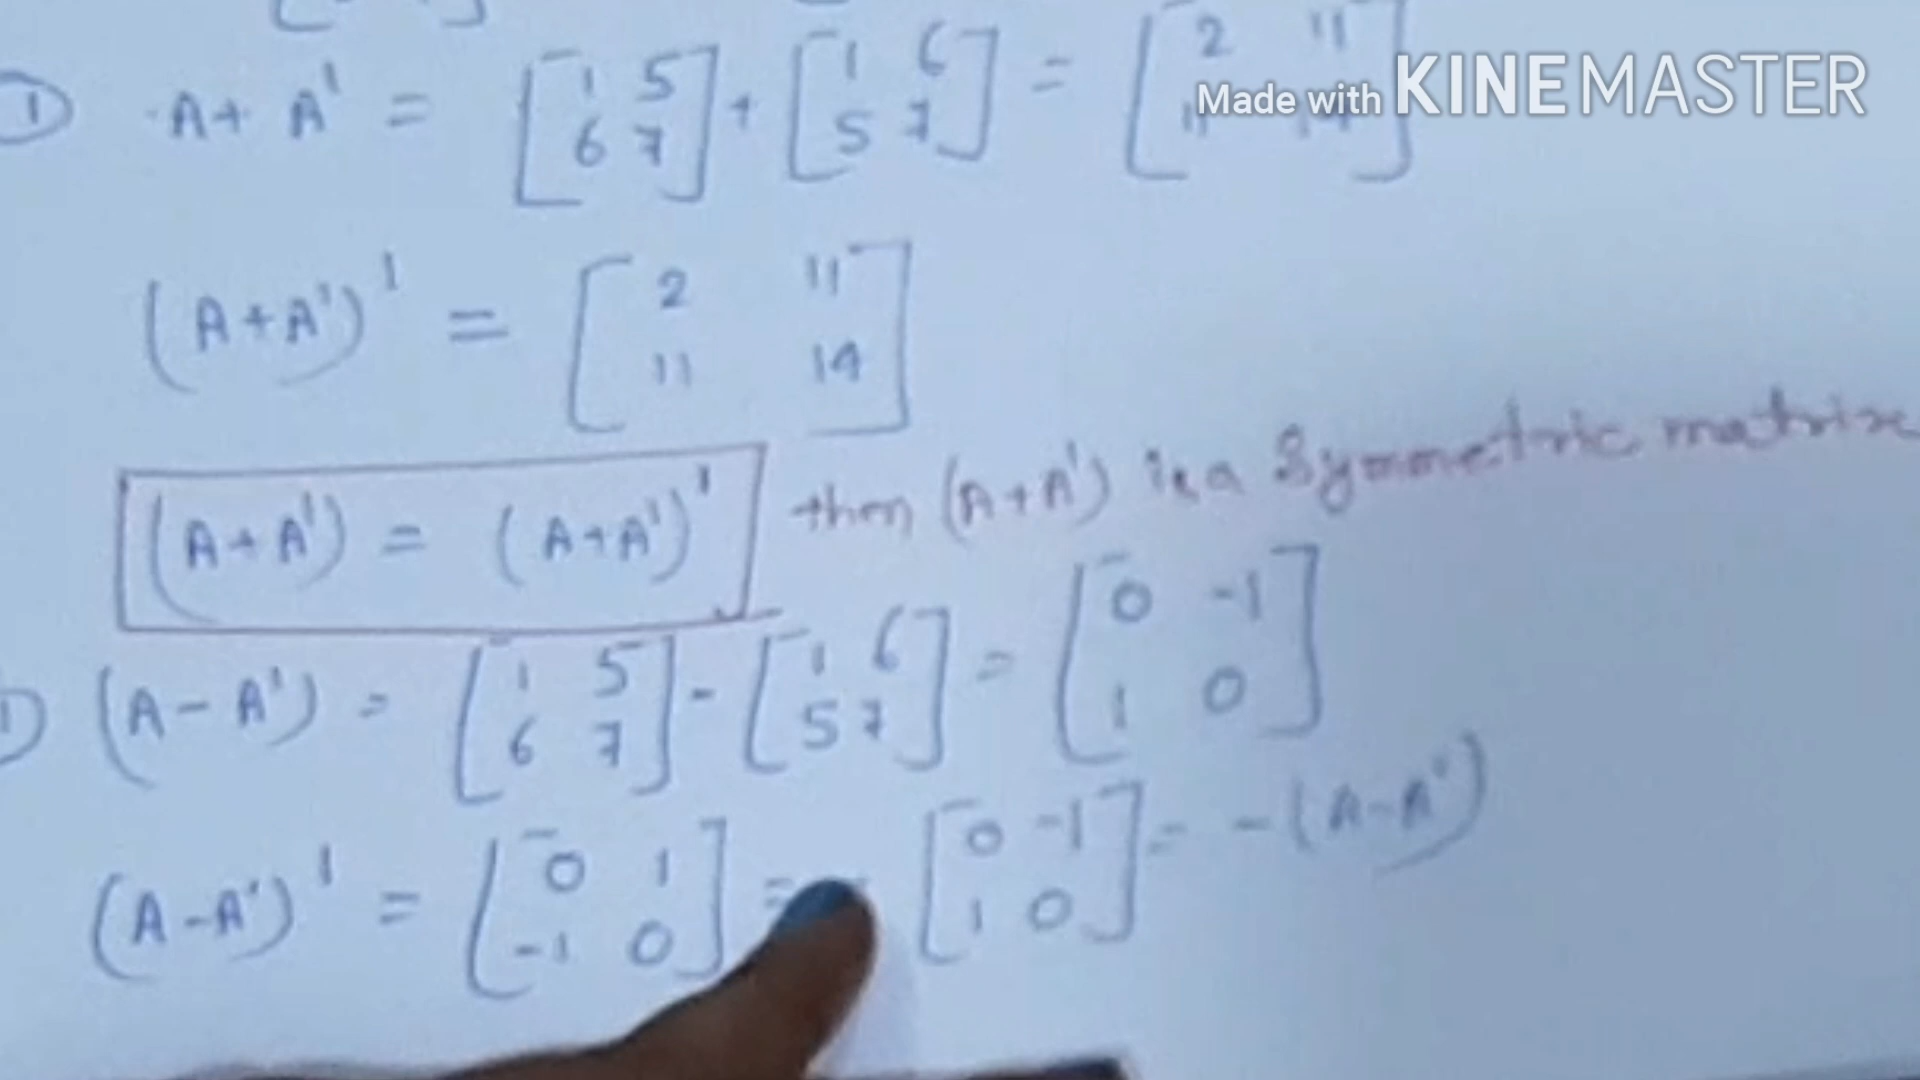 ① A + A' = [1 5 6 7] + [1 6 5 7] = [2 11 11 14]
Made with KINEMASTER
(A + A')' = [2 11 11 14]
(A + A') = (A + A')' then (A + A') is a Symmetric matrix
(A - A') = [1 5 6 7] - [1 6 5 7] = [0 -1 1 0]
(A - A')' = [0 1 -1 0] = - [0 -1 1 0] = - (A - A')